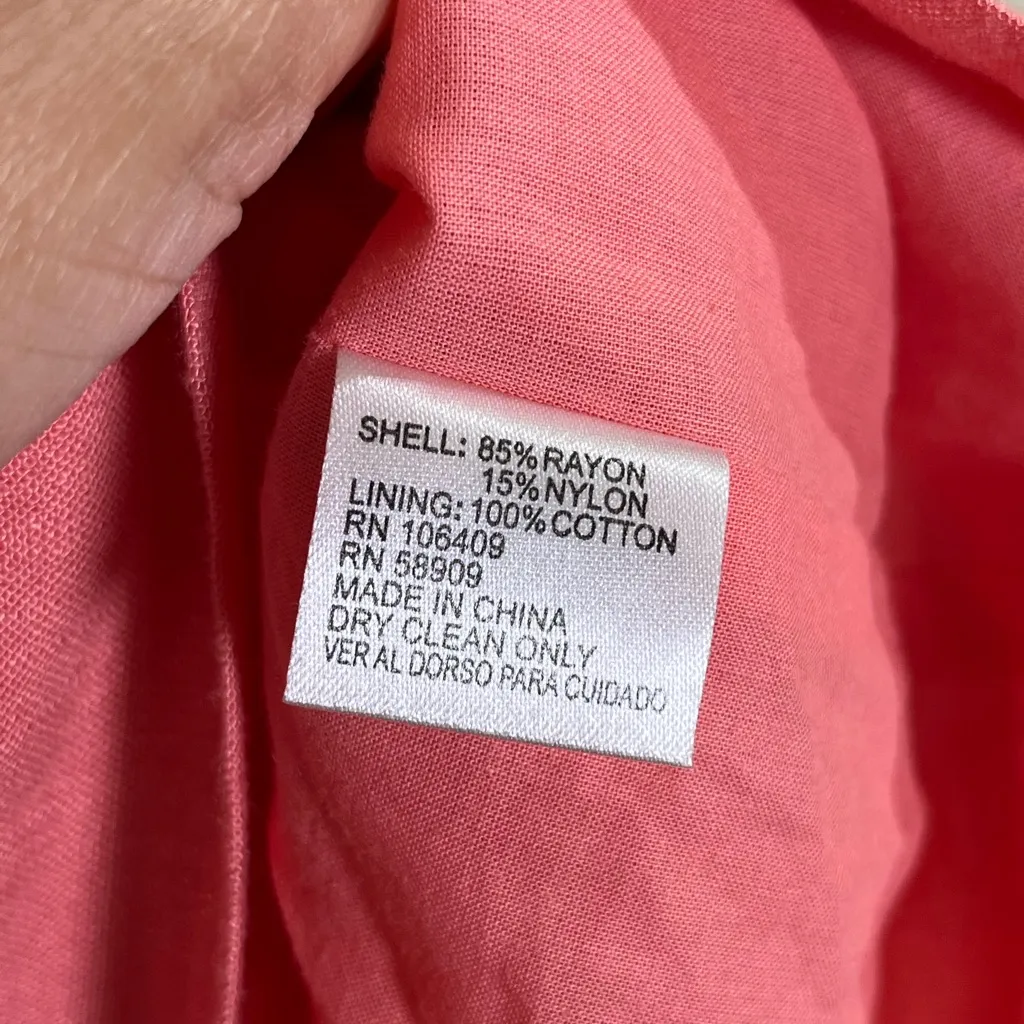 SHELL: 85% RAYON
15% NYLON
LINING: 100% COTTON
RN 106409
RN 58909
MADE IN CHINA
DRY CLEAN ONLY
VER AL DORSO PARA CUIDADO